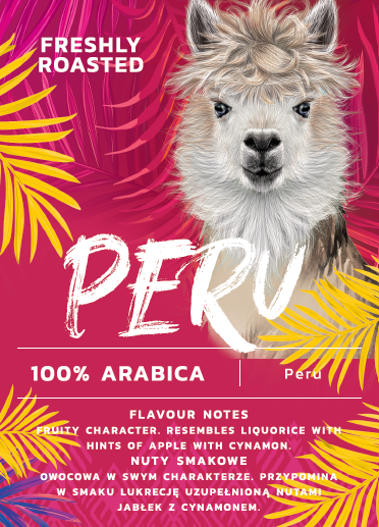 FRESHLY
ROASTED
PERU
100% ARABICA
Peru
FLAVOUR NOTES
FRUITY CHARACTER. RESEMBLES LIQUORICE WITH
HINTS OF APPLE WITH CYNAMON.
NUTY SMAKOWE
OWOCOWA W SWYM CHARAKTERZE. PRZYPOMINA
W SMAKU LUKRECJĘ UZUPEŁNIONĄ NUTAMI
JABŁEK Z CYNAMONEM.